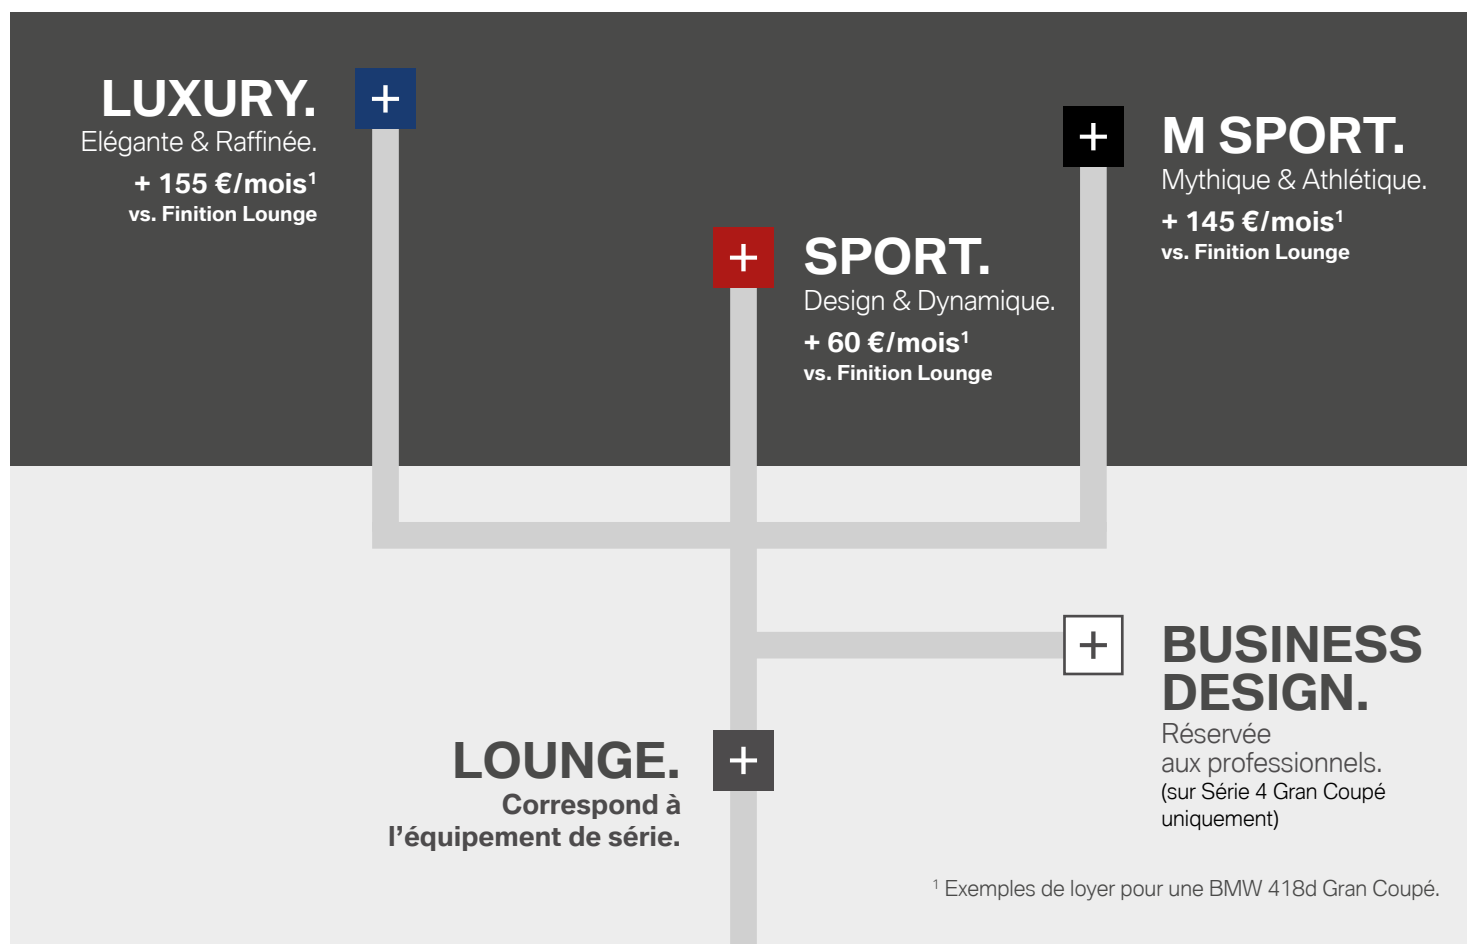 LUXURY.
Elégante & Raffinée.
+ 155 €/mois¹
vs. Finition Lounge
M SPORT.
Mythique & Athlétique.
+ 145 €/mois¹
vs. Finition Lounge
SPORT.
Design & Dynamique.
+ 60 €/mois¹
vs. Finition Lounge
BUSINESS
DESIGN.
Réservée
aux professionnels.
(sur Série 4 Gran Coupé
uniquement)
LOUNGE.
Correspond à
l’équipement de série.
¹ Exemples de loyer pour une BMW 418d Gran Coupé.